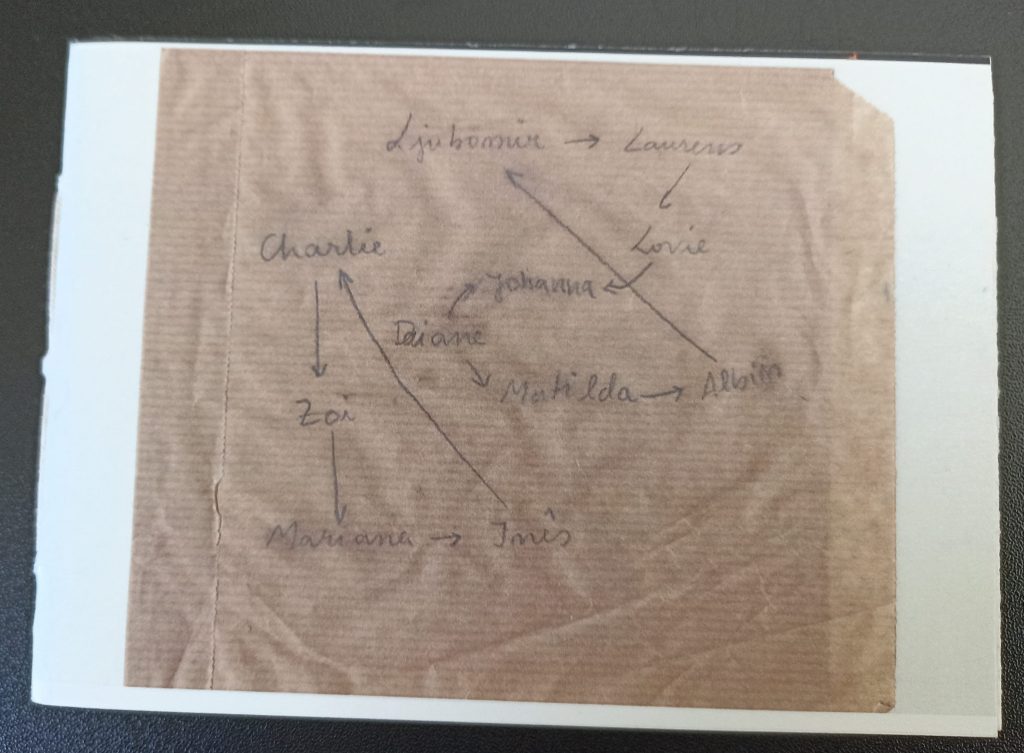 Ljubomir → Laurens
Charlie
Lovie
Johanna
Diane
Matilda → Albin
Zoi
Mariana → Inês